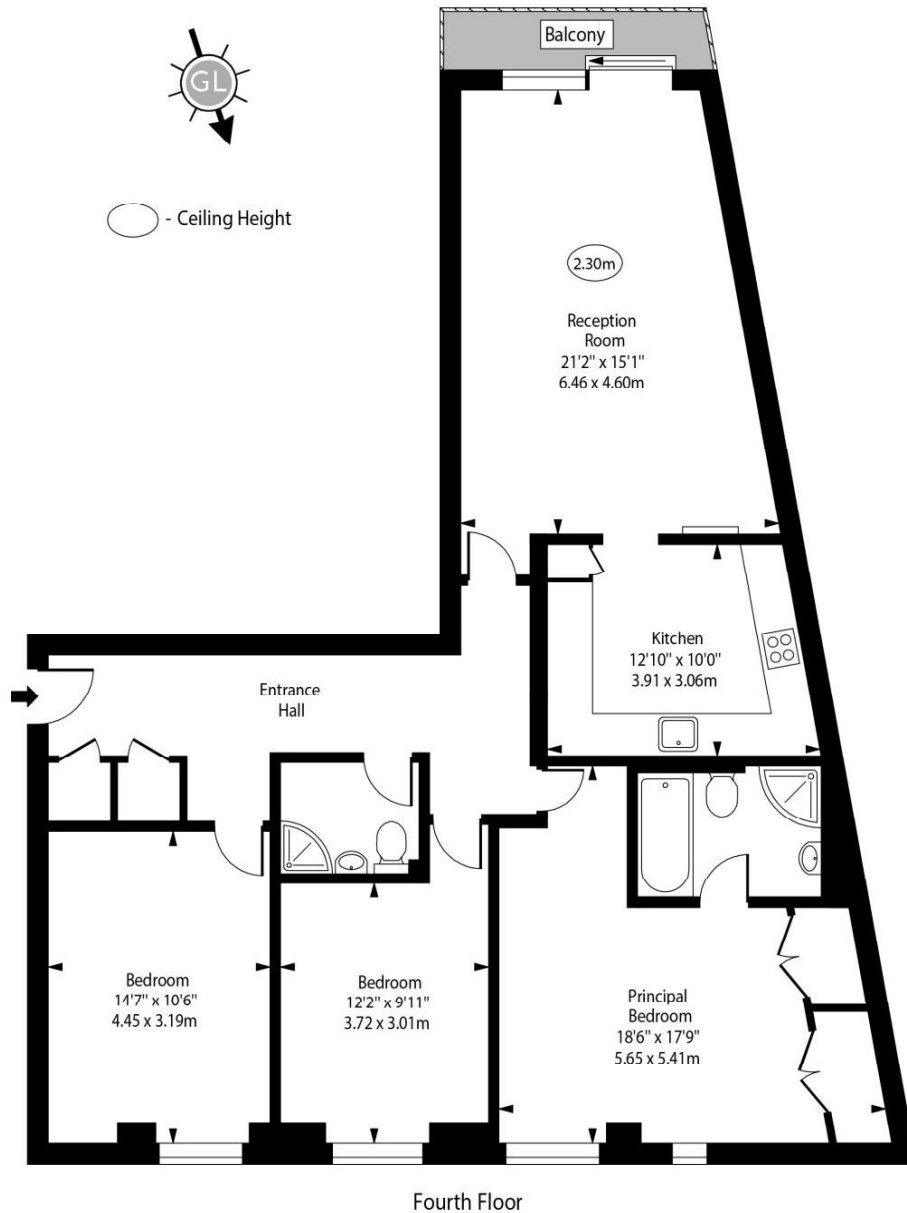 Balcony
GL
- Ceiling Height
2.30m
Reception
Room
21'2" x 15'1"
6.46 x 4.60m
Kitchen
12'10" x 10'0"
3.91 x 3.06m
Entrance
Hall
Bedroom
14'7" x 10'6"
4.45 x 3.19m
Bedroom
12'2" x 9'11"
3.72 x 3.01m
Principal
Bedroom
18'6" x 17'9"
5.65 x 5.41m
Fourth Floor